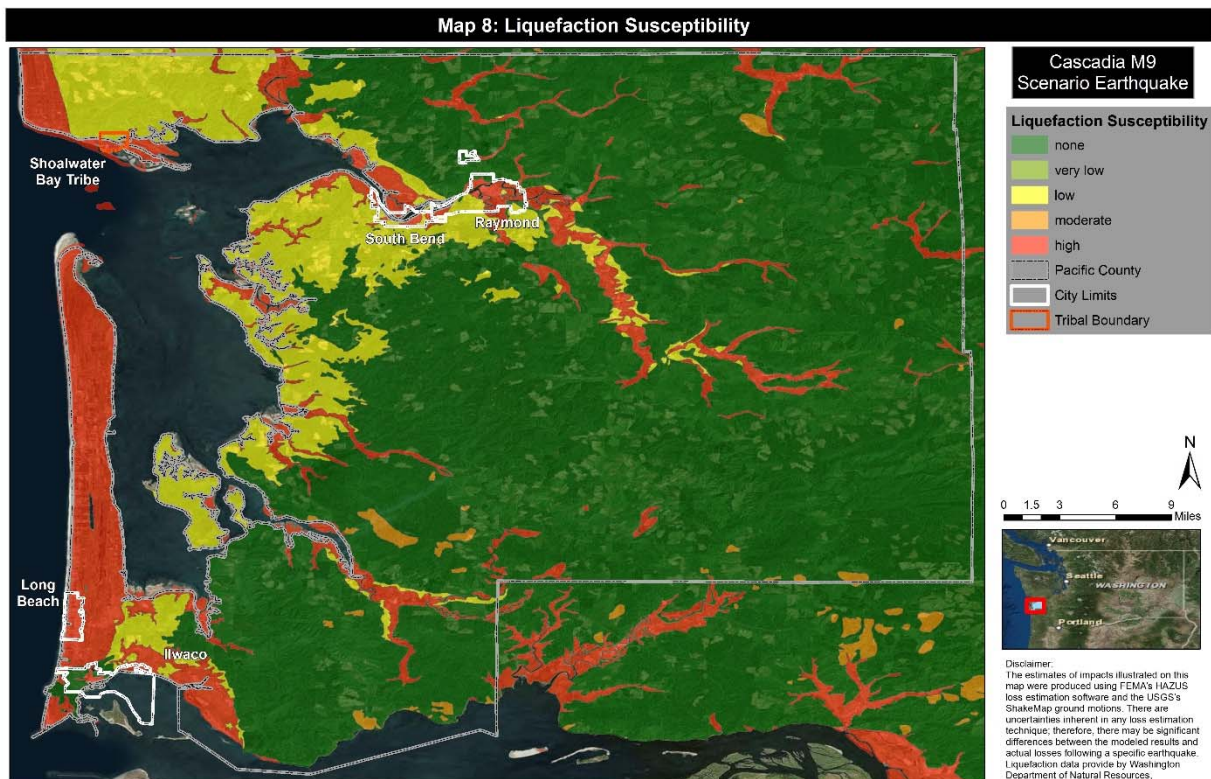 Map 8: Liquefaction Susceptibility
Cascadia M9
Scenario Earthquake
Liquefaction Susceptibility
none
very low
low
moderate
high
Pacific County
City Limits
Tribal Boundary
Shoalwater
Bay Tribe
South Bend
Raymond
Long
Beach
Ilwaco
N
0 1.5 3 6 9
Miles
Vancouver
Seattle
WASHINGTON
Portland
Disclaimer:
The estimates of impacts illustrated on this
map were produced using FEMA's HAZUS
loss estimation software and the USGS's
ShakeMap ground motions. There are
uncertainties inherent in any loss estimation
technique; therefore, there may be significant
differences between the modeled results and
actual losses following a specific earthquake.
Liquefaction data provide by Washington
Department of Natural Resources.